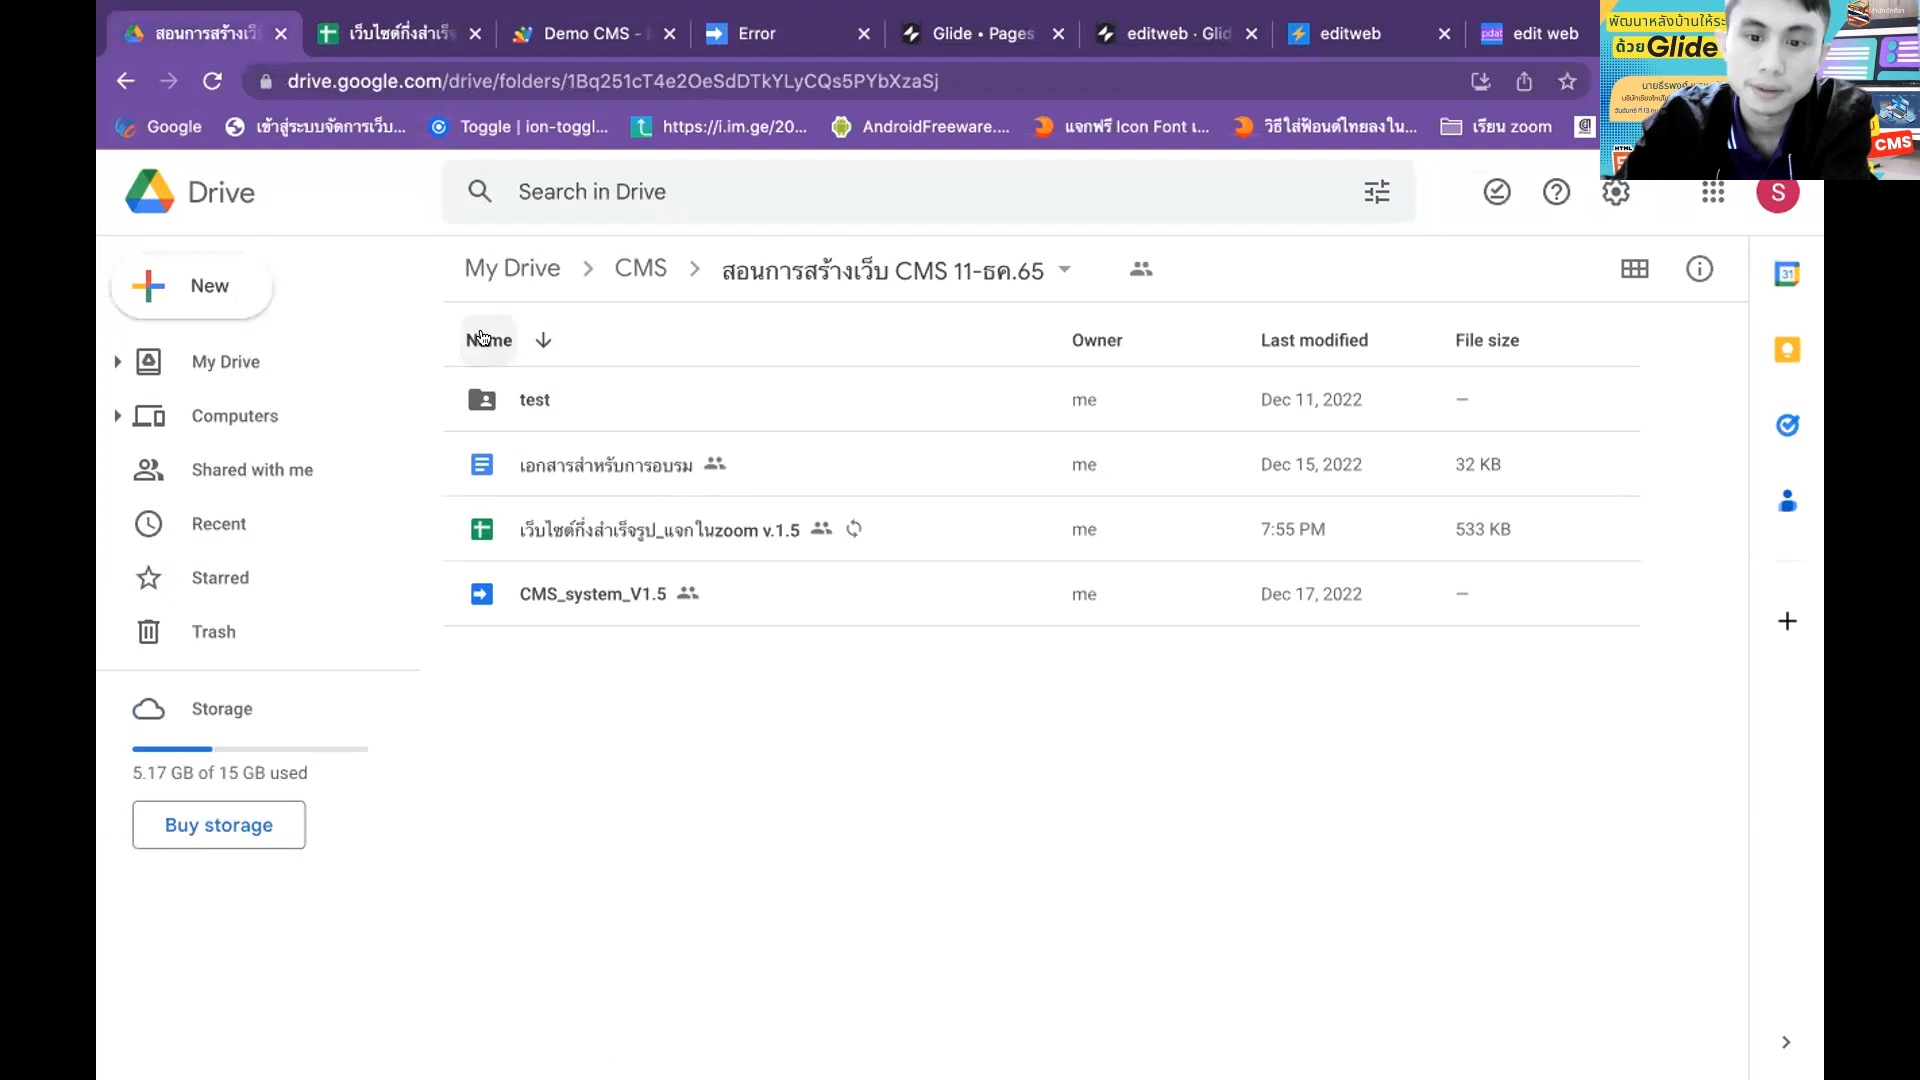 สอนการสร้างเว็
เว็บไซต์กึ่งสำเร็จ
Demo CMS -
Error
Glide • Pages
editweb · Glid
editweb
pdat edit web
drive.google.com/drive/folders/1Bq251cT4e2OeSdDTkYLyCQs5PYbXzaSj
Google
เข้าสู่ระบบจัดการเว็บ...
Toggle | ion-toggl...
https://i.im.ge/20...
AndroidFreeware....
แจกฟรี Icon Font เ...
วิธีใส่ฟ้อนต์ไทยลงใน...
เรียน zoom
พัฒนาหลังบ้านให้ระ
ด้วยGlide
CMS
Drive
Search in Drive
S
New
My Drive
Computers
Shared with me
Recent
Starred
Trash
Storage
5.17 GB of 15 GB used
Buy storage
My Drive > CMS > สอนการสร้างเว็บ CMS 11-ธค.65
Name Owner Last modified File size
test me Dec 11, 2022 —
เอกสารสำหรับการอบรม me Dec 15, 2022 32 KB
เว็บไซต์กึ่งสำเร็จรูป_แจกในzoom v.1.5 me 7:55 PM 533 KB
CMS_system_V1.5 me Dec 17, 2022 —
31